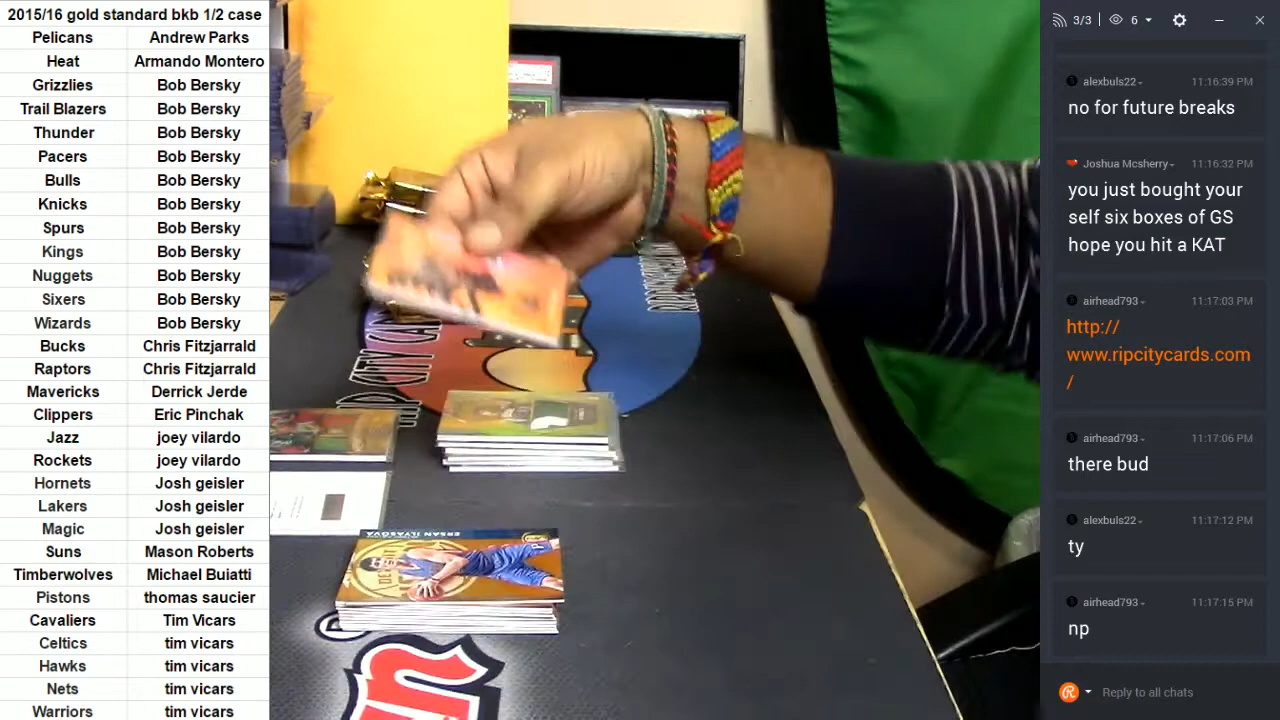 2015/16 gold standard bkb 1/2 case
Pelicans Andrew Parks
Heat Armando Montero
Grizzlies Bob Bersky
Trail Blazers Bob Bersky
Thunder Bob Bersky
Pacers Bob Bersky
Bulls Bob Bersky
Knicks Bob Bersky
Spurs Bob Bersky
Kings Bob Bersky
Nuggets Bob Bersky
Sixers Bob Bersky
Wizards Bob Bersky
Bucks Chris Fitzjarrald
Raptors Chris Fitzjarrald
Mavericks Derrick Jerde
Clippers Eric Pinchak
Jazz joey vilardo
Rockets joey vilardo
Hornets Josh geisler
Lakers Josh geisler
Magic Josh geisler
Suns Mason Roberts
Timberwolves Michael Buiatti
Pistons thomas saucier
Cavaliers Tim Vicars
Celtics tim vicars
Hawks tim vicars
Nets tim vicars
Warriors tim vicars
ERSAN ILYASOVA
3/3 6
alexbuls22 11:16:39 PM
no for future breaks
Joshua Mcsherry 11:16:32 PM
you just bought your
self six boxes of GS
hope you hit a KAT
airhead793 11:17:03 PM
http://
www.ripcitycards.com
/
airhead793 11:17:06 PM
there bud
alexbuls22 11:17:12 PM
ty
airhead793 11:17:15 PM
np
Reply to all chats